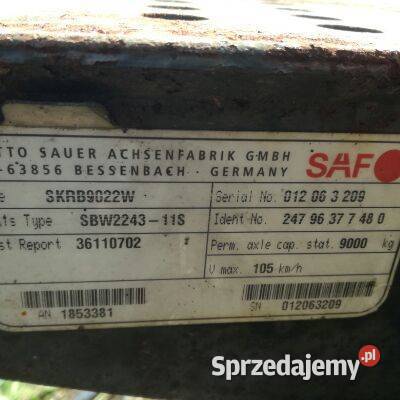 TTO SAUER ACHSENFABRIK GMBH
-63856 BESSENBACH · GERMANY
SAF
e SKRB9022W
Serial No. 012 06 3 209
ts Type SBW2243-11S
Ident No. 247 96 37 7 48 0
st Report 36110702
Perm. axle cap. stat. 9000 kg
V max. 105 km/h
AN 1853381
SN 012063209
Sprzedajemy.pl